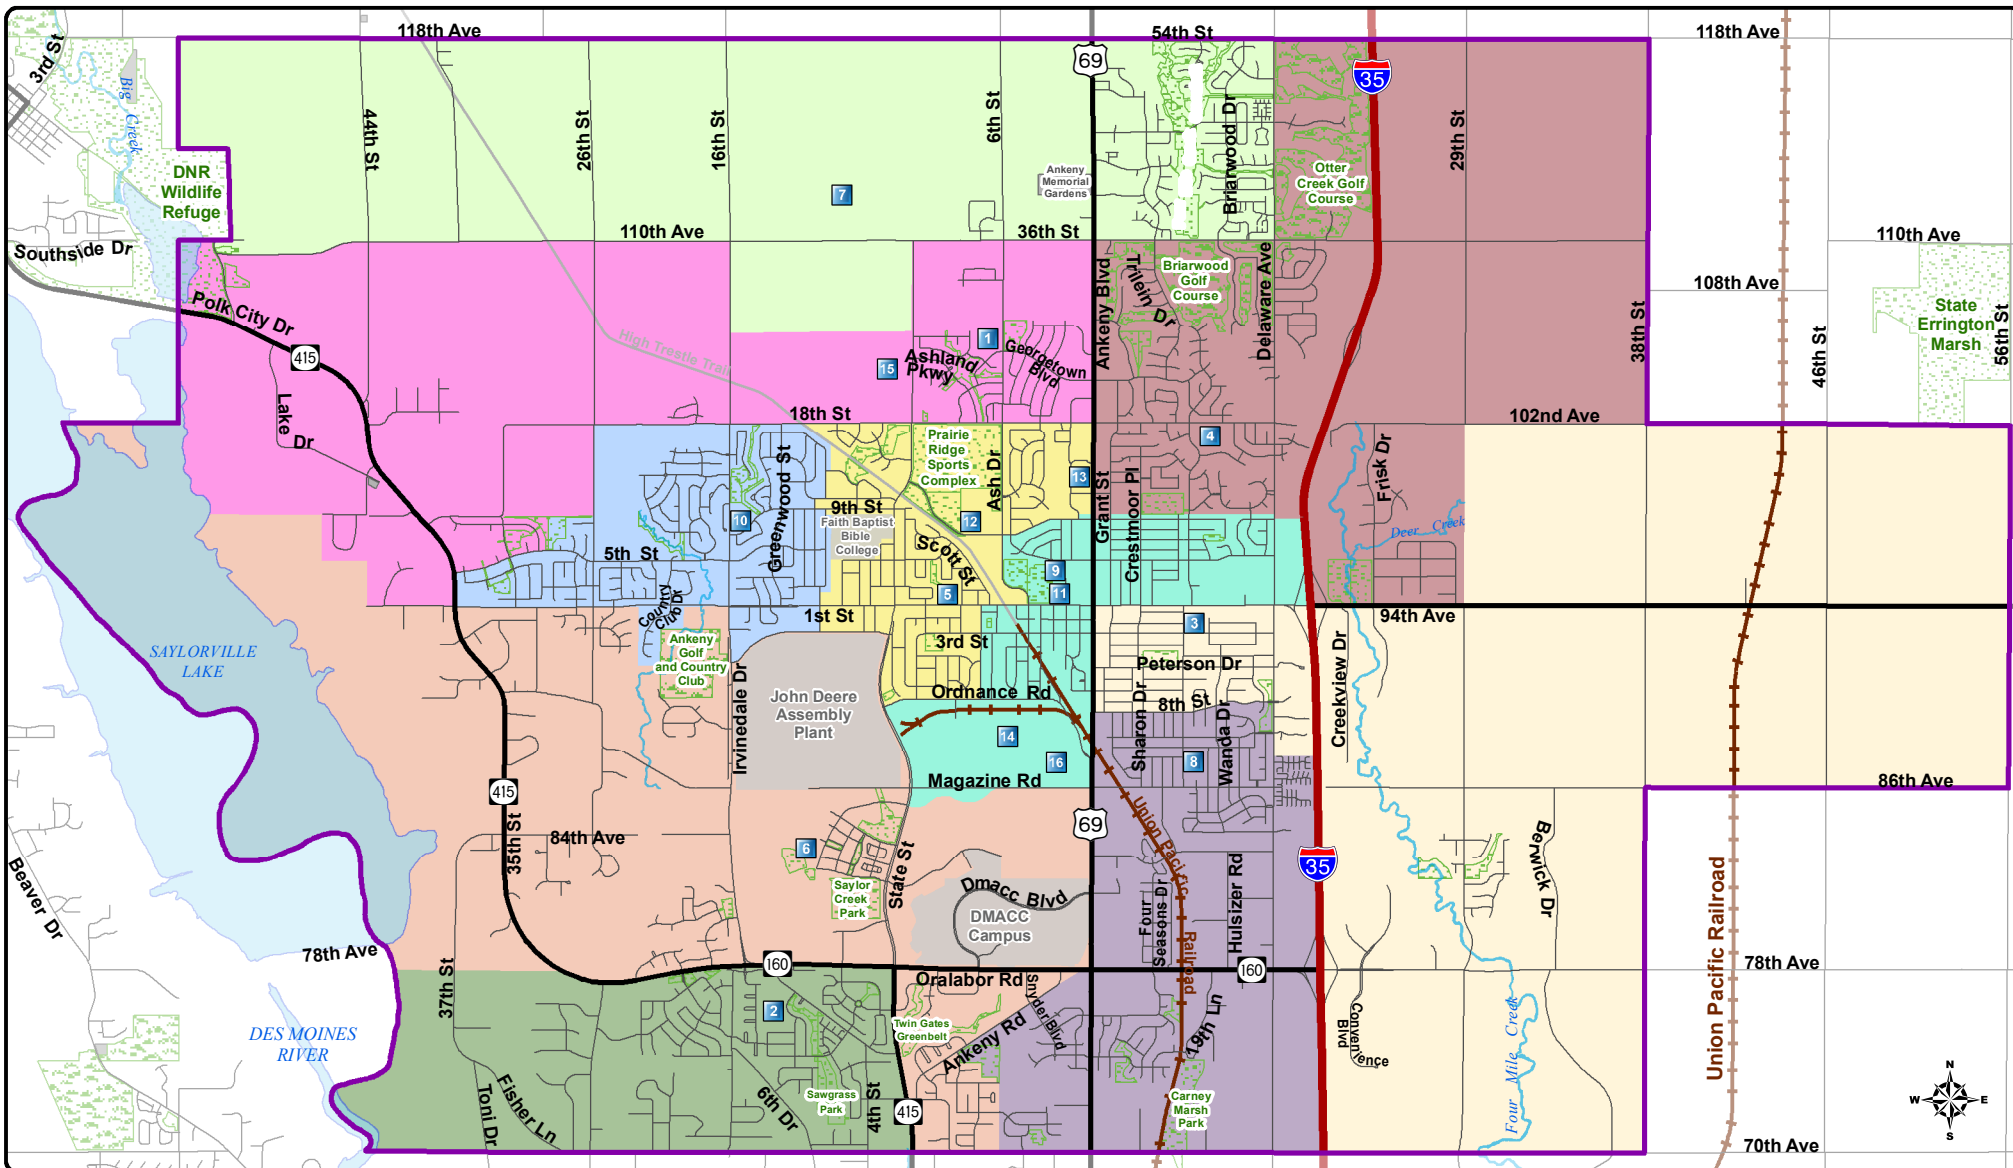 118th Ave
54th St
118th Ave
3rd St
69
35
Big
Creek
44th St
26th St
16th St
6th St
Briarwood Dr
29th St
DNR
Wildlife
Refuge
Ankeny
Memorial
Gardens
Otter
Creek Golf
Course
7
110th Ave
36th St
110th Ave
Southside Dr
Polk City Dr
415
Lake
Dr
High Trestle Trail
Ankeny Blvd
Trilein Dr
Briarwood
Golf
Course
Delaware Ave
108th Ave
38th St
46th St
State
Errington
Marsh
56th St
1
15
Ashland
Pkwy
Georgetown
Blvd
18th St
102nd Ave
Prairie
Ridge
Sports
Complex
Ash Dr
13
4
Grant St
Crestmoor Pl
Frisk Dr
Deer Creek
Greenwood St
10
9th St
12
Faith Baptist
Bible
College
Scott St
5th St
9
11
5
Country
Club Dr
1st St
3
94th Ave
3rd St
Peterson Dr
Creekview Dr
SAYLORVILLE
LAKE
Ankeny
Golf
and Country
Club
Irvinedale Dr
John Deere
Assembly
Plant
Ordnance Rd
8th St
Sharon Dr
Wanda Dr
14
16
8
Magazine Rd
86th Ave
415
35th St
84th Ave
69
Union Pacific Railroad
35
Berwick Dr
6
State St
Saylor
Creek
Park
Dmacc Blvd
DMACC
Campus
Four
Seasons Dr
Hulsizer Rd
Union Pacific Railroad
Beaver Dr
78th Ave
37th St
160
Oralabor Rd
160
78th Ave
2
Snyder Blvd
Twin Gates
Greenbelt
Ankeny Rd
19th Ln
Convenience
Blvd
Four Mile Creek
DES MOINES
RIVER
Toni Dr
Fisher Ln
6th Dr
Sawgrass
Park
4th St
415
Carney
Marsh
Park
N
W
E
S
70th Ave